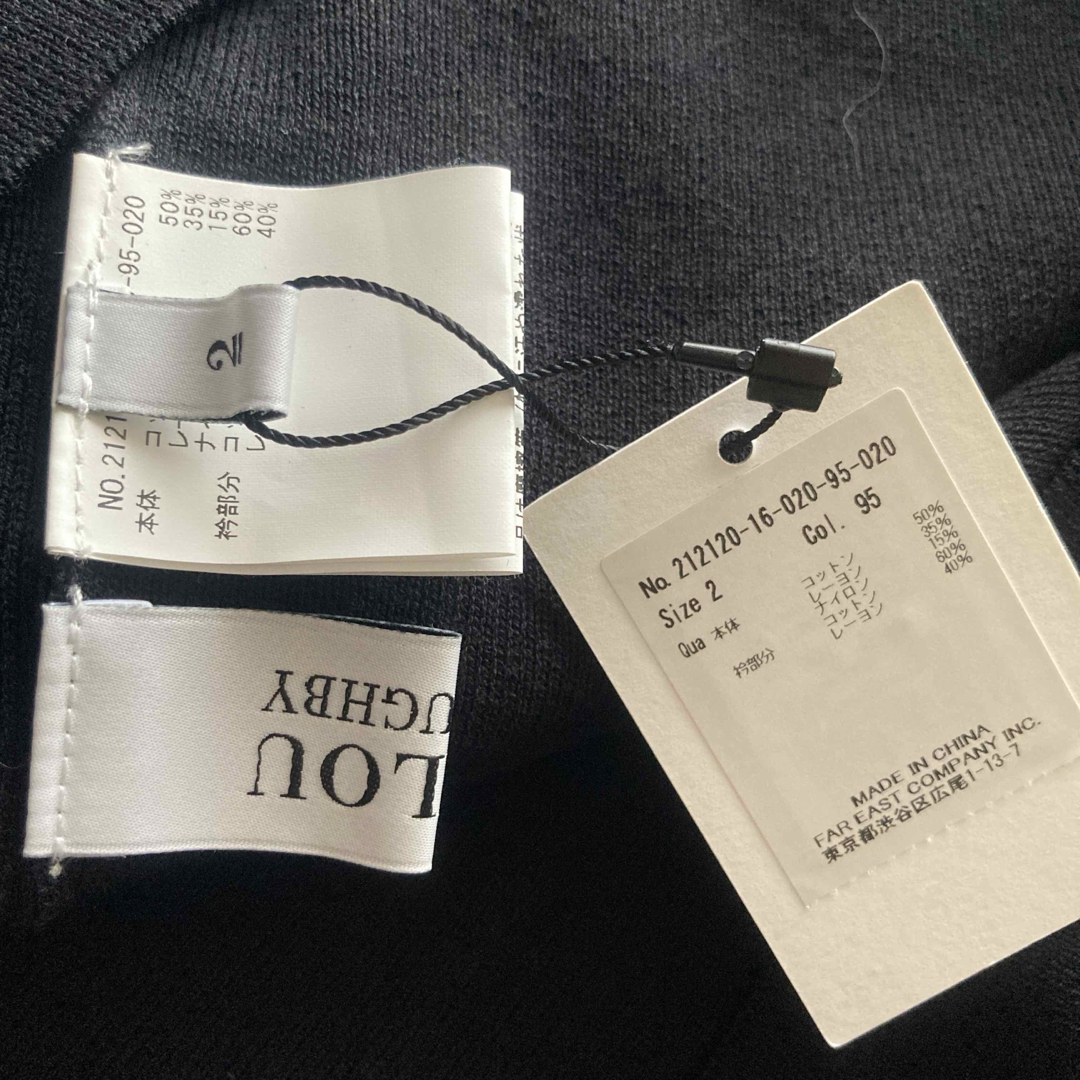 No. 212120-16-020-95-020
Size 2 Col. 95
Qua 本体 コットン 50%
レーヨン 35%
ナイロン 15%
衿部分 コットン 60%
レーヨン 40%
MADE IN CHINA
FAR EAST COMPANY INC.
東京都渋谷区広尾1-13-7
NO.2121
-95-020
本体
50%
35%
15%
衿部分
60%
40%
2
LOU
UGHBY